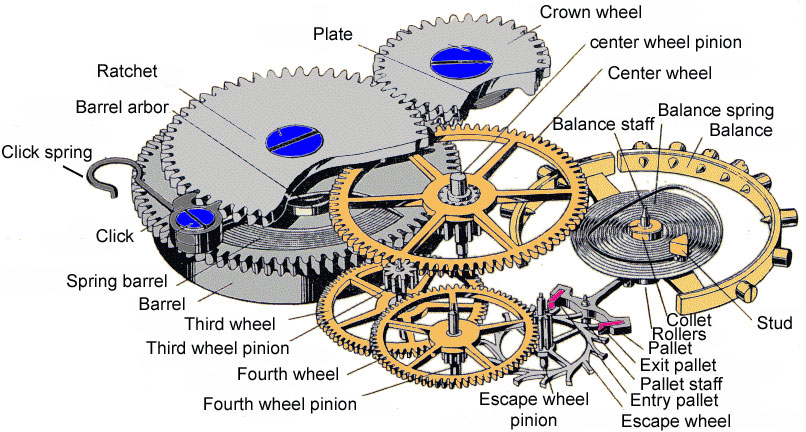 Crown wheel
Plate
center wheel pinion
Ratchet
Center wheel
Barrel arbor
Balance spring
Balance staff
Balance
Click spring
Click
Spring barrel
Barrel
Third wheel
Collet
Stud
Rollers
Third wheel pinion
Pallet
Exit pallet
Fourth wheel
Pallet staff
Fourth wheel pinion
Escape wheel
pinion
Entry pallet
Escape wheel